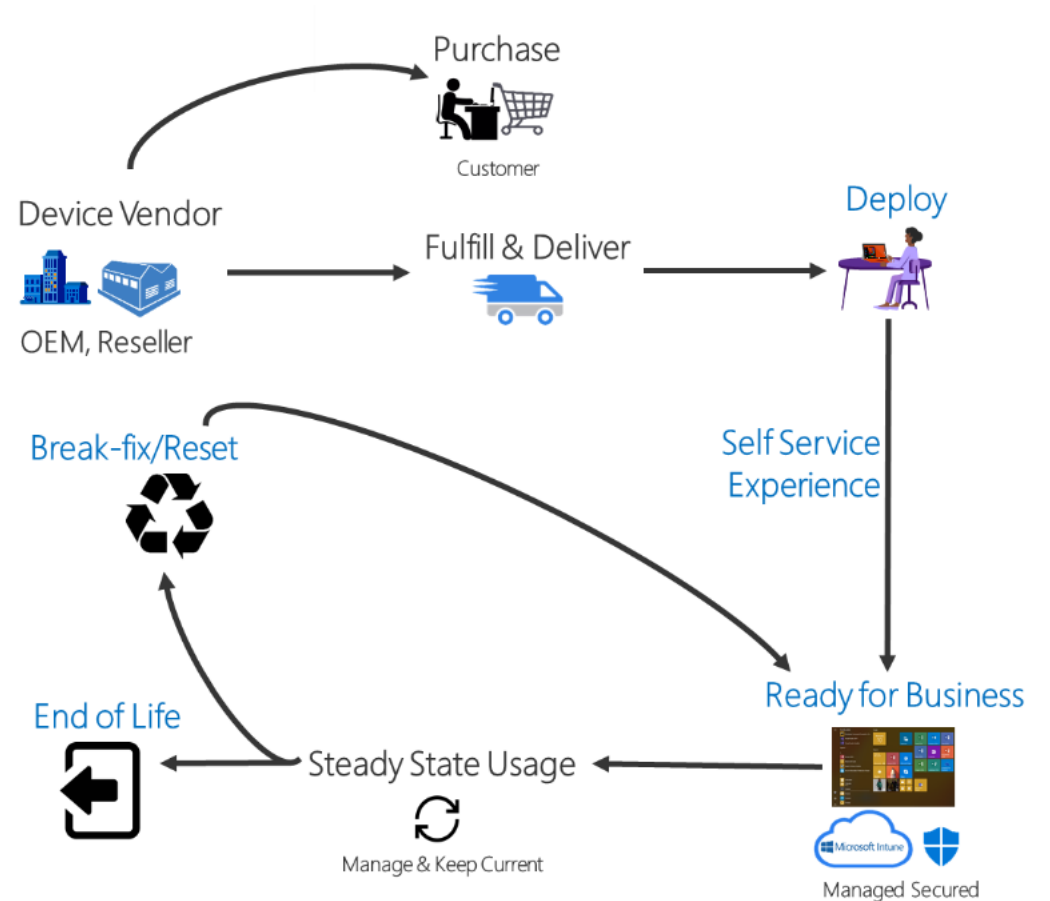 Purchase
Customer
Device Vendor
OEM, Reseller
Fulfill & Deliver
Deploy
Self Service
Experience
Break-fix/Reset
Ready for Business
Microsoft Intune
Managed Secured
Steady State Usage
Manage & Keep Current
End of Life